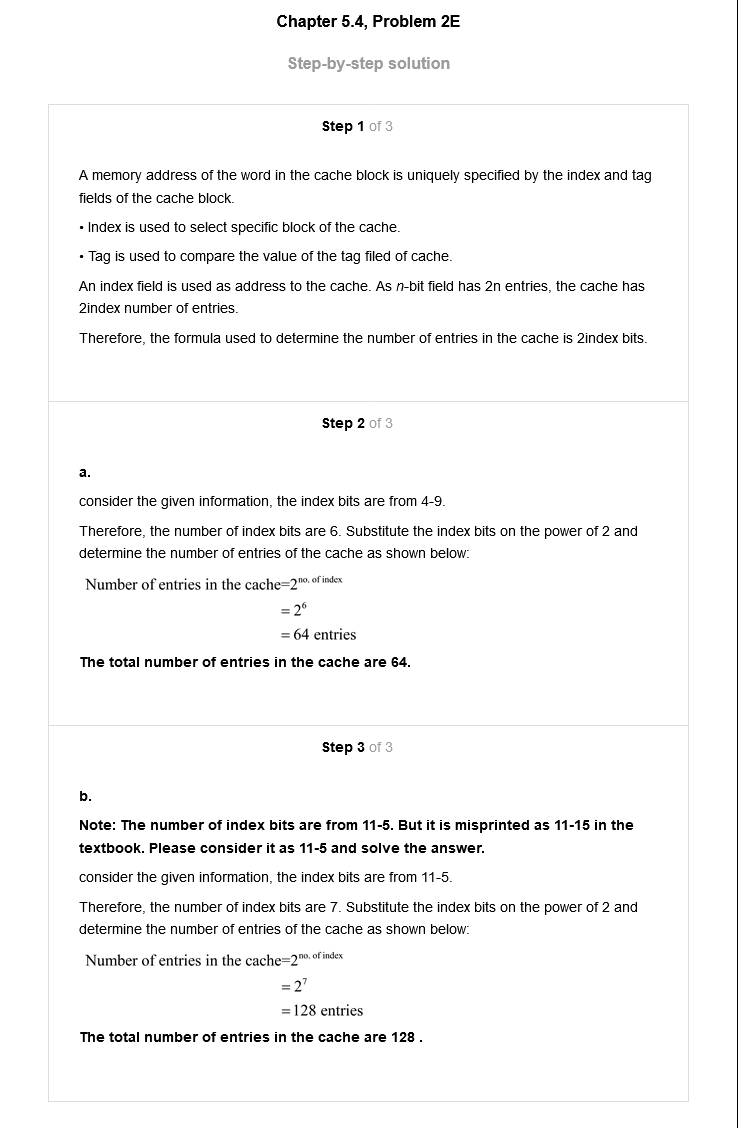 Chapter 5.4, Problem 2E
Step-by-step solution
Step 1 of 3
A memory address of the word in the cache block is uniquely specified by the index and tag
fields of the cache block.
• Index is used to select specific block of the cache.
• Tag is used to compare the value of the tag filed of cache.
An index field is used as address to the cache. As n-bit field has 2n entries, the cache has
2index number of entries.
Therefore, the formula used to determine the number of entries in the cache is 2index bits.
Step 2 of 3
a.
consider the given information, the index bits are from 4-9.
Therefore, the number of index bits are 6. Substitute the index bits on the power of 2 and
determine the number of entries of the cache as shown below:
Number of entries in the cache=2^no. of index
= 2^6
= 64 entries
The total number of entries in the cache are 64.
Step 3 of 3
b.
Note: The number of index bits are from 11-5. But it is misprinted as 11-15 in the
textbook. Please consider it as 11-5 and solve the answer.
consider the given information, the index bits are from 11-5.
Therefore, the number of index bits are 7. Substitute the index bits on the power of 2 and
determine the number of entries of the cache as shown below:
Number of entries in the cache=2^no. of index
= 2^7
= 128 entries
The total number of entries in the cache are 128 .